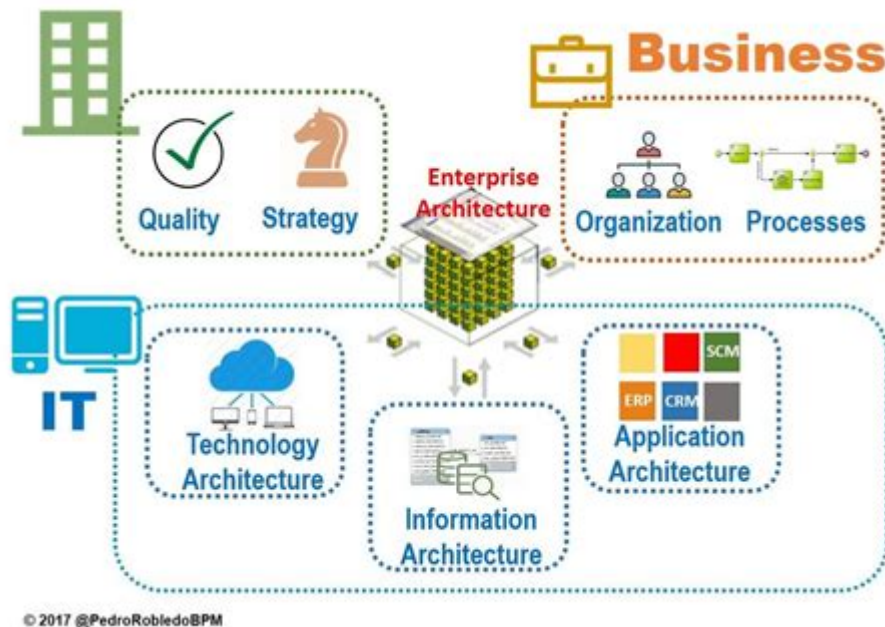 Business
Quality
Strategy
Enterprise
Architecture
Organization
Processes
IT
Technology
Architecture
Information
Architecture
SCM
ERP
CRM
Application
Architecture
© 2017 @PedroRobledoBPM